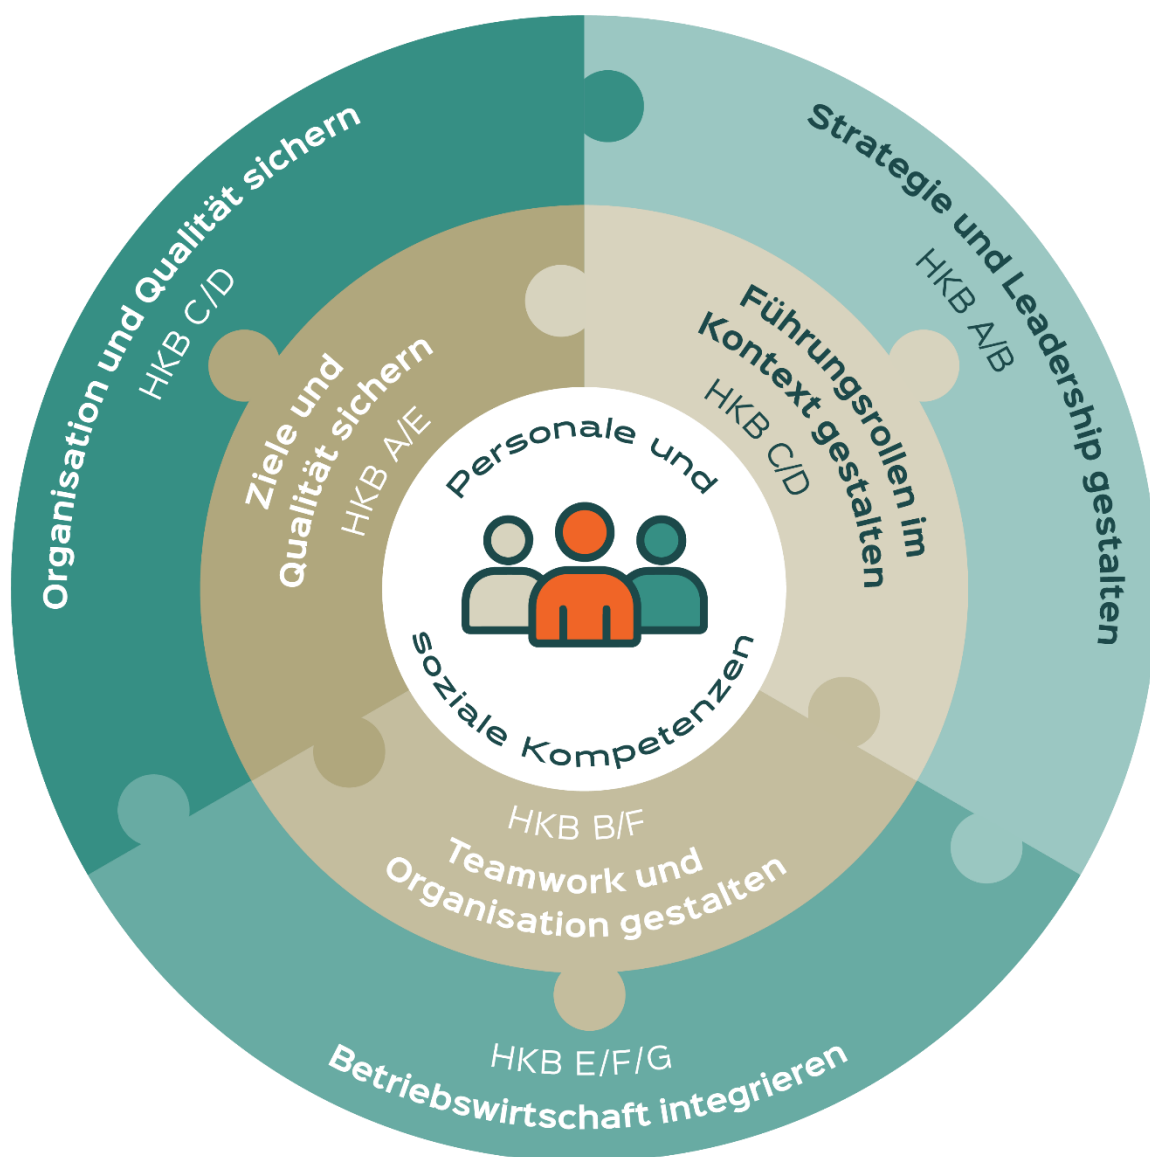 Organisation und Qualität sichern
HKB C/D
Strategie und Leadership gestalten
HKB A/B
Ziele und
Qualität sichern
HKB A/E
Führungsrollen im
Kontext gestalten
HKB C/D
Personale und
soziale Kompetenzen
HKB B/F
Teamwork und
Organisation gestalten
HKB E/F/G
Betriebswirtschaft integrieren